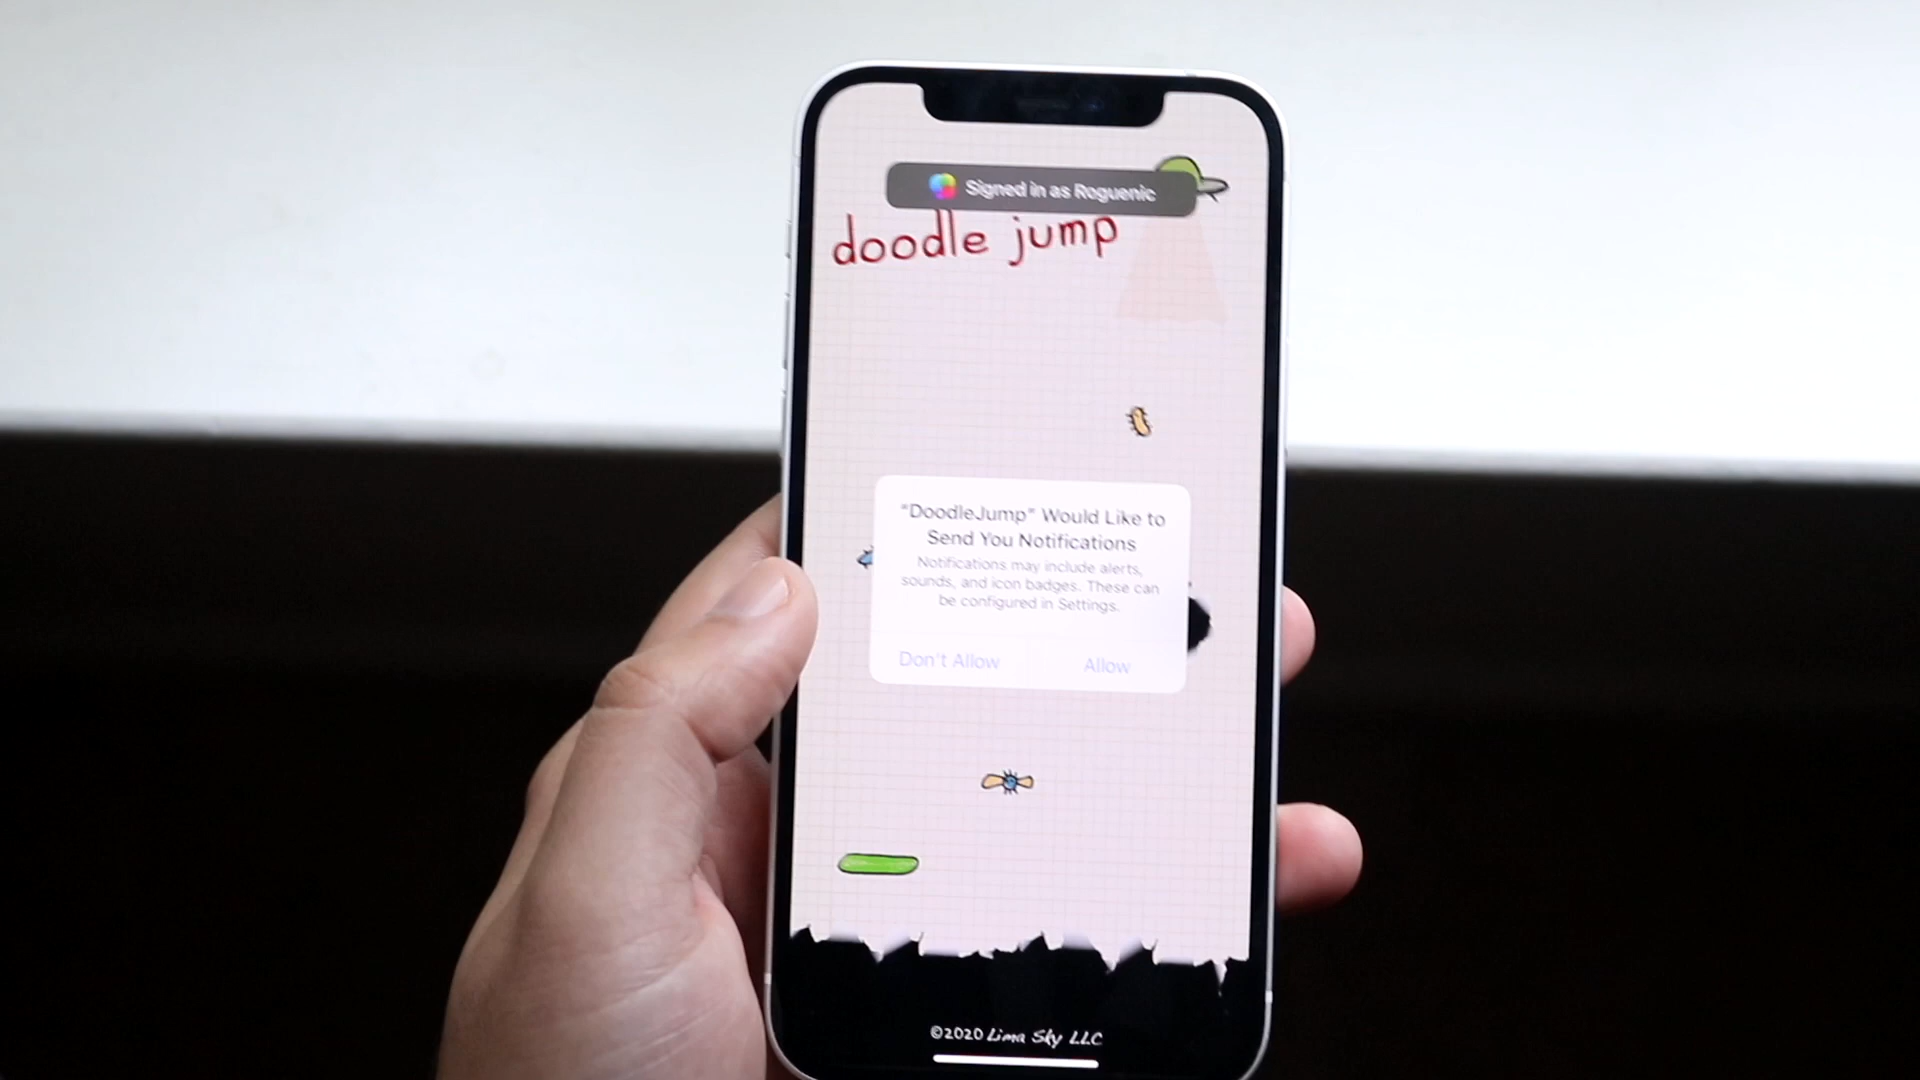 Signed in as Roguenic
doodle jump
“DoodleJump” Would Like to
Send You Notifications
Notifications may include alerts,
sounds, and icon badges. These can
be configured in Settings.
Don't Allow
Allow
©2020 Lima Sky LLC